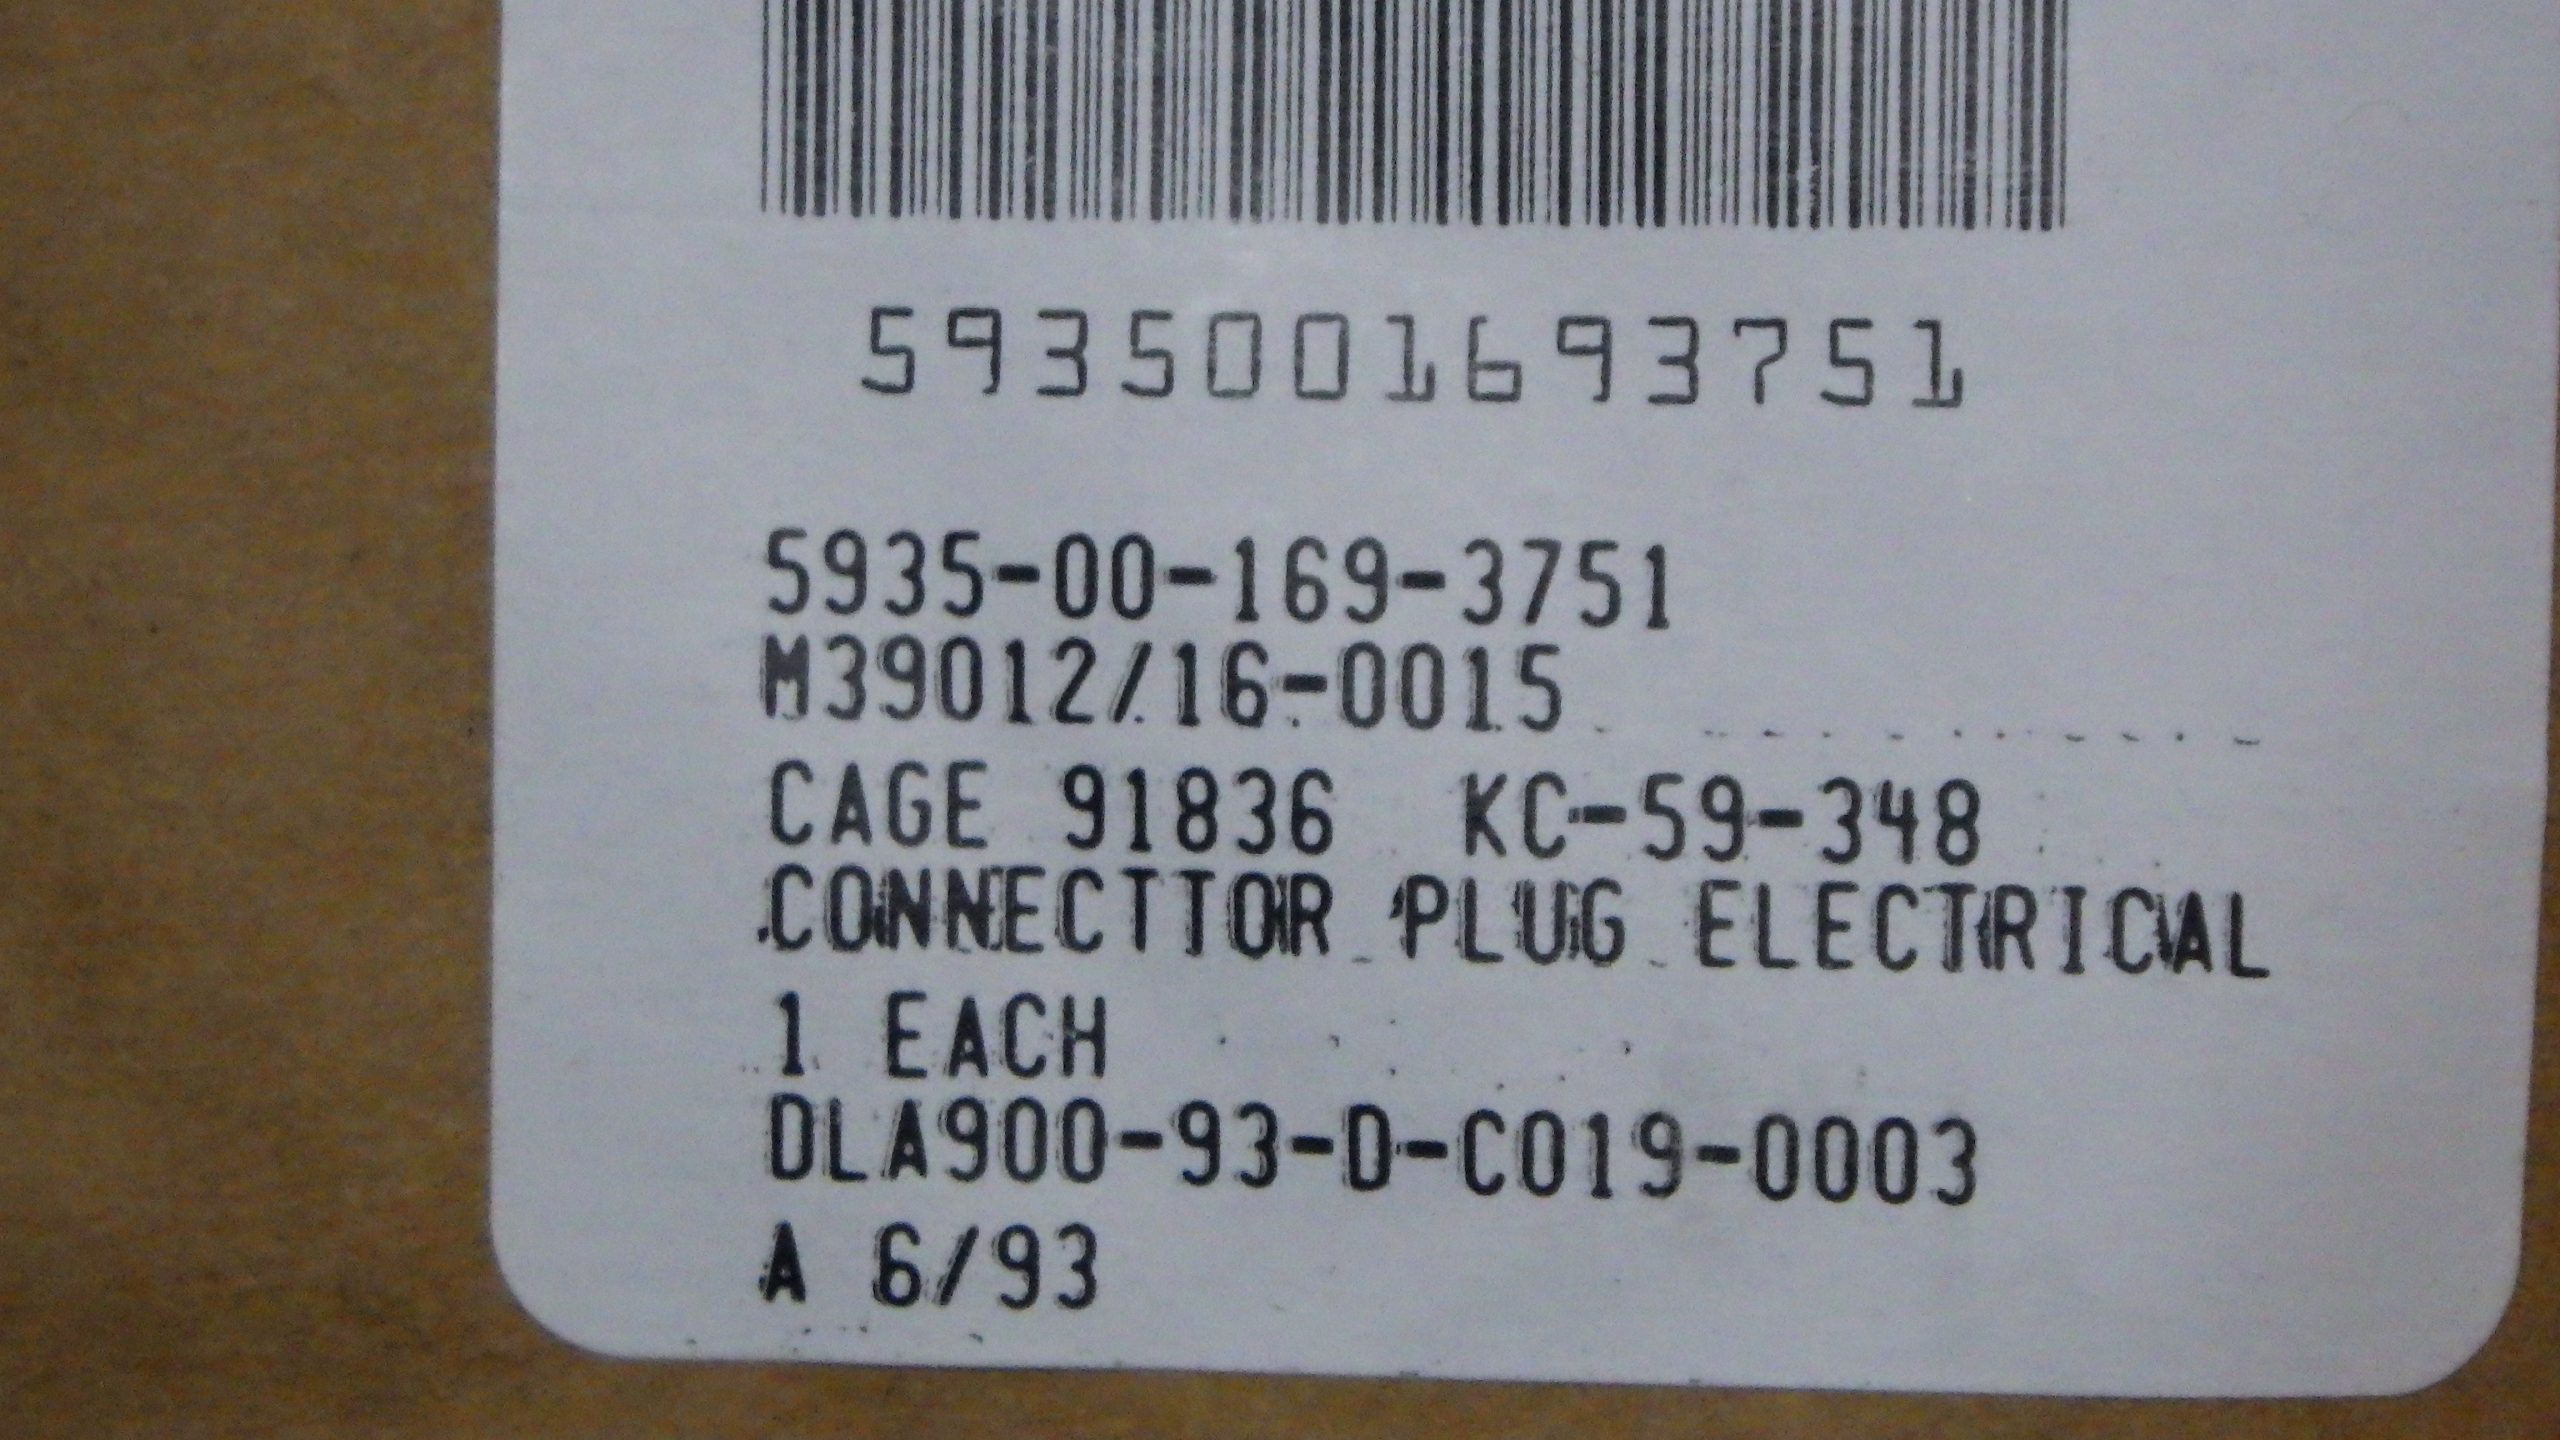 5935001693751
5935-00-169-3751
M39012/16-0015
CAGE 91836 KC-59-348
CONNECTTOR PLUG ELECTRICAL
1 EACH
DLA900-93-D-C019-0003
A 6/93